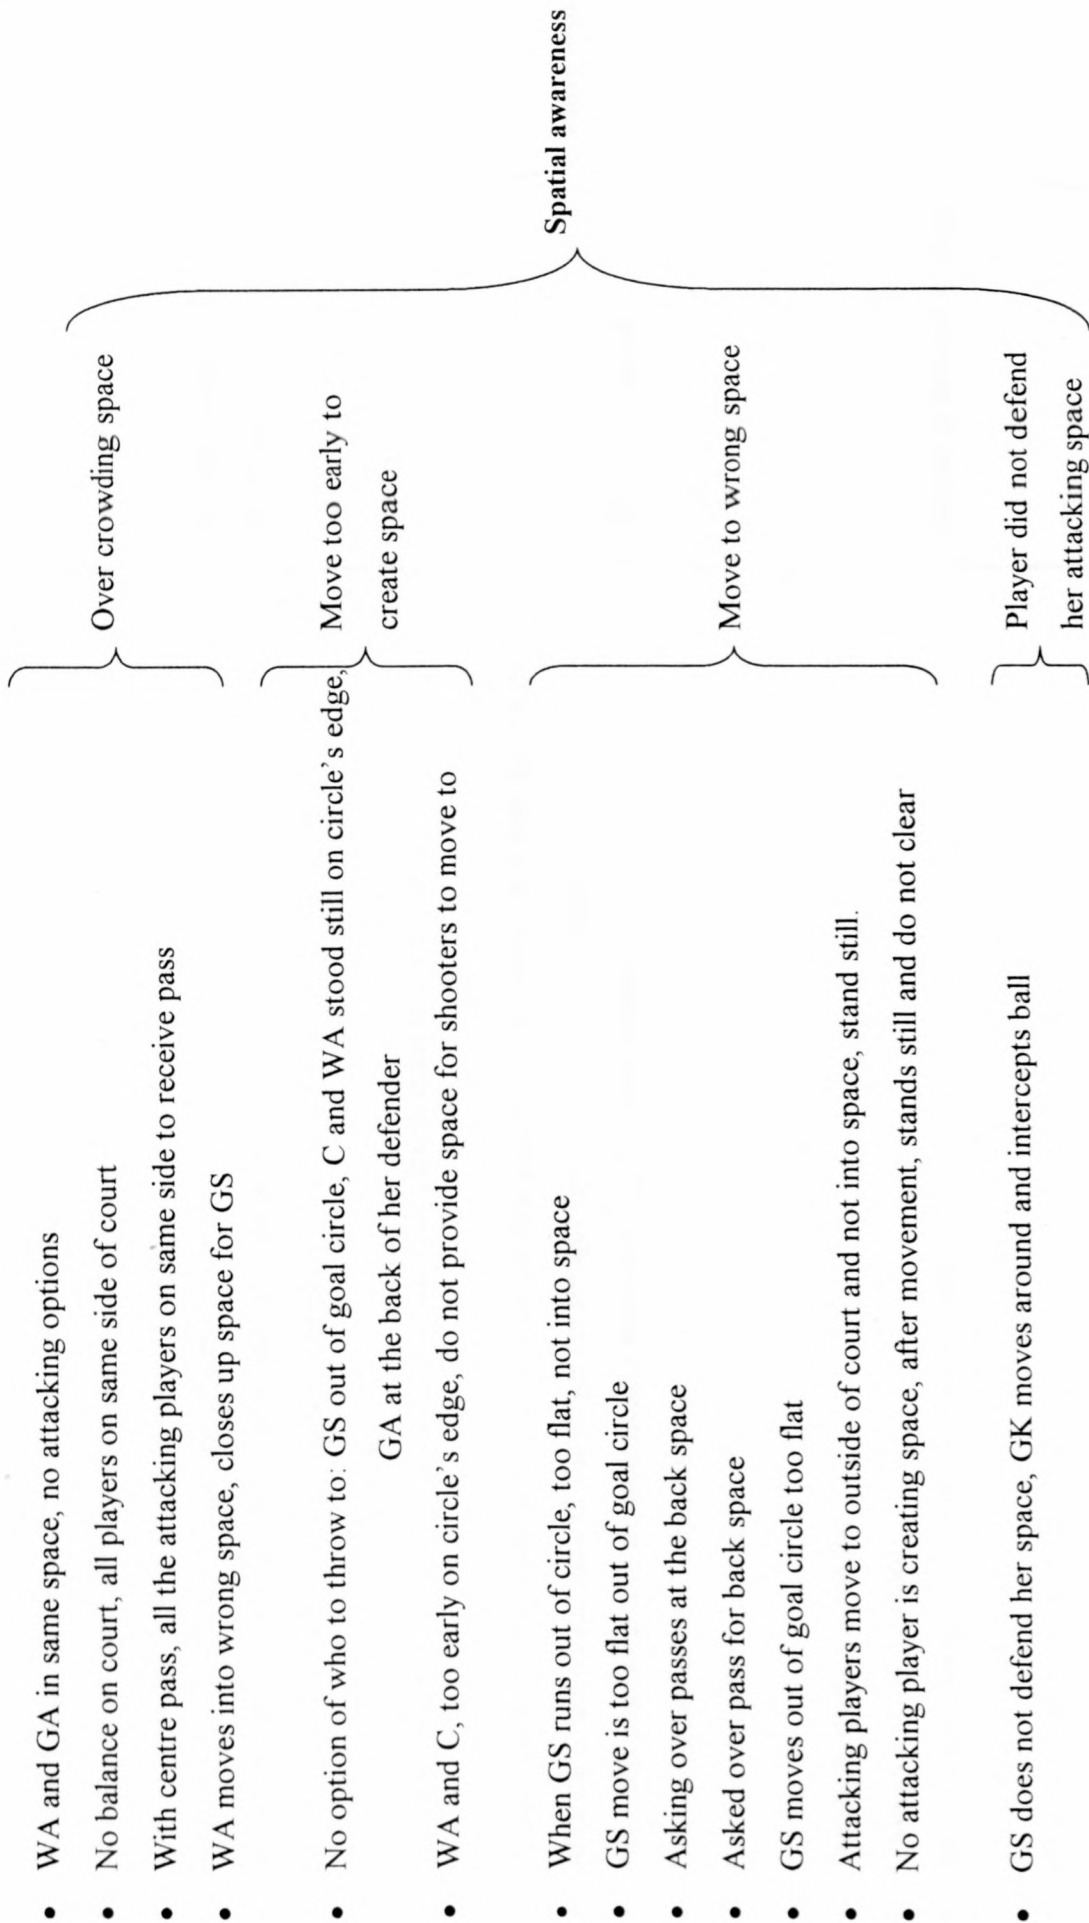 • WA and GA in same space, no attacking options
• No balance on court, all players on same side of court
• With centre pass, all the attacking players on same side to receive pass
• WA moves into wrong space, closes up space for GS
Over crowding space
• No option of who to throw to: GS out of goal circle, C and WA stood still on circle's edge,
GA at the back of her defender
• WA and C, too early on circle's edge, do not provide space for shooters to move to
Move too early to
create space
• When GS runs out of circle, too flat, not into space
• GS move is too flat out of goal circle
• Asking over passes at the back space
• Asked over pass for back space
• GS moves out of goal circle too flat
• Attacking players move to outside of court and not into space, stand still.
• No attacking player is creating space, after movement, stands still and do not clear
Move to wrong space
• GS does not defend her space, GK moves around and intercepts ball
Player did not defend
her attacking space
Spatial awareness